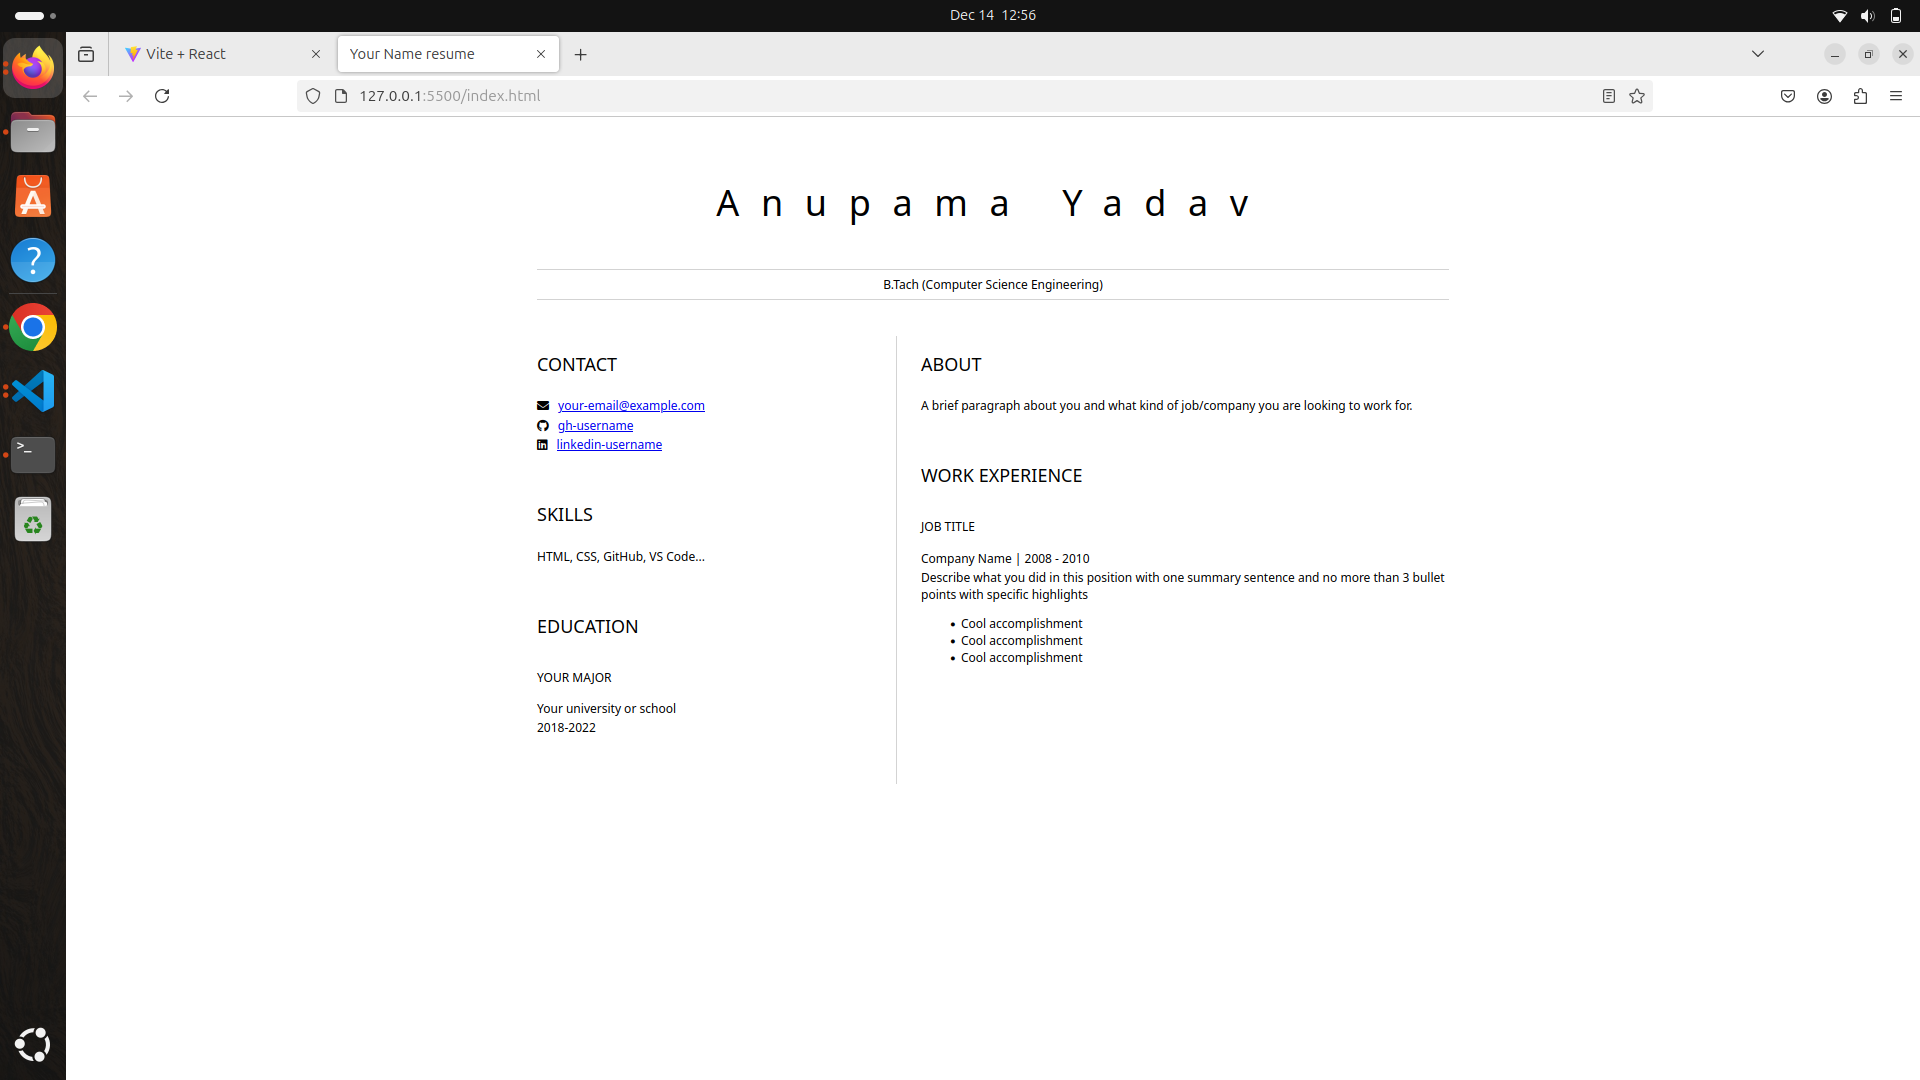 Dec 14 12:56
Vite + React
Your Name resume
127.0.0.1:5500/index.html
Anupama Yadav
B.Tach (Computer Science Engineering)
CONTACT
your-email@example.com
gh-username
linkedin-username
SKILLS
HTML, CSS, GitHub, VS Code...
EDUCATION
YOUR MAJOR
Your university or school
2018-2022
ABOUT
A brief paragraph about you and what kind of job/company you are looking to work for.
WORK EXPERIENCE
JOB TITLE
Company Name | 2008 - 2010
Describe what you did in this position with one summary sentence and no more than 3 bullet
points with specific highlights
• Cool accomplishment
• Cool accomplishment
• Cool accomplishment